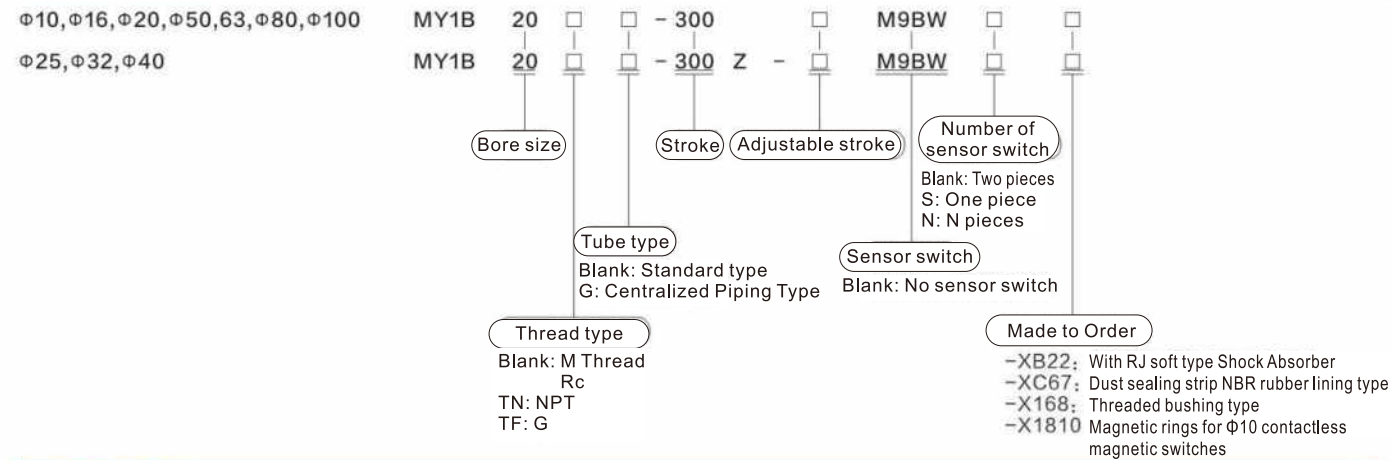 Φ10,Φ16,Φ20,Φ50,63,Φ80,Φ100 MY1B 20 □ □ - 300 □ M9BW □ □
Φ25,Φ32,Φ40 MY1B 20 □ □ - 300 Z - □ M9BW □ □
Bore size
Stroke
Adjustable stroke
Number of
sensor switch
Blank: Two pieces
S: One piece
N: N pieces
Tube type
Blank: Standard type
G: Centralized Piping Type
Sensor switch
Blank: No sensor switch
Thread type
Blank: M Thread
Rc
TN: NPT
TF: G
Made to Order
-XB22: With RJ soft type Shock Absorber
-XC67: Dust sealing strip NBR rubber lining type
-X168: Threaded bushing type
-X1810 Magnetic rings for Φ10 contactless
magnetic switches